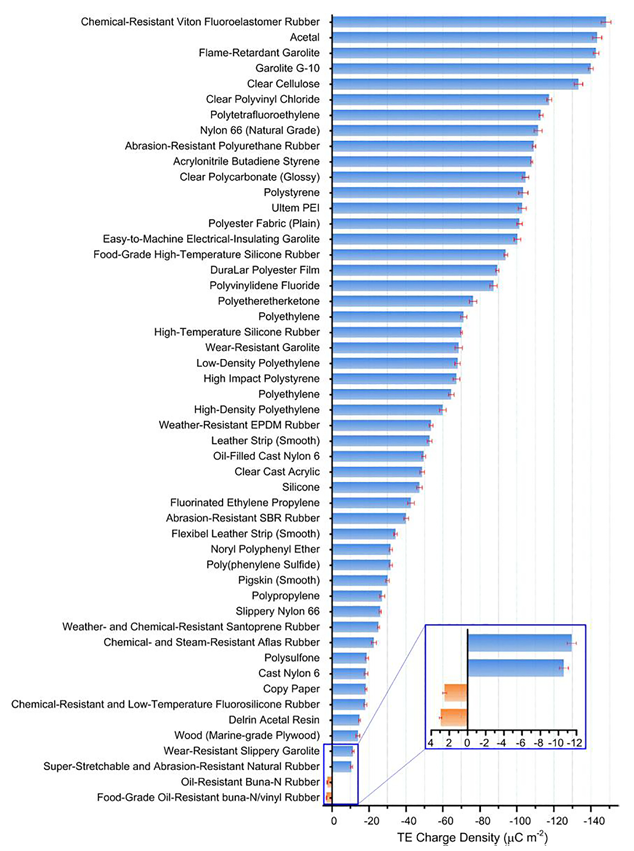 Chemical-Resistant Viton Fluoroelastomer Rubber
Acetal
Flame-Retardant Garolite
Garolite G-10
Clear Cellulose
Clear Polyvinyl Chloride
Polytetrafluoroethylene
Nylon 66 (Natural Grade)
Abrasion-Resistant Polyurethane Rubber
Acrylonitrile Butadiene Styrene
Clear Polycarbonate (Glossy)
Polystyrene
Ultem PEI
Polyester Fabric (Plain)
Easy-to-Machine Electrical-Insulating Garolite
Food-Grade High-Temperature Silicone Rubber
DuraLar Polyester Film
Polyvinylidene Fluoride
Polyetheretherketone
Polyethylene
High-Temperature Silicone Rubber
Wear-Resistant Garolite
Low-Density Polyethylene
High Impact Polystyrene
Polyethylene
High-Density Polyethylene
Weather-Resistant EPDM Rubber
Leather Strip (Smooth)
Oil-Filled Cast Nylon 6
Clear Cast Acrylic
Silicone
Fluorinated Ethylene Propylene
Abrasion-Resistant SBR Rubber
Flexibel Leather Strip (Smooth)
Noryl Polyphenyl Ether
Poly(phenylene Sulfide)
Pigskin (Smooth)
Polypropylene
Slippery Nylon 66
Weather- and Chemical-Resistant Santoprene Rubber
Chemical- and Steam-Resistant Aflas Rubber
Polysulfone
Cast Nylon 6
Copy Paper
Chemical-Resistant and Low-Temperature Fluorosilicone Rubber
Delrin Acetal Resin
Wood (Marine-grade Plywood)
Wear-Resistant Slippery Garolite
Super-Stretchable and Abrasion-Resistant Natural Rubber
Oil-Resistant Buna-N Rubber
Food-Grade Oil-Resistant buna-N/vinyl Rubber
4 2 0 -2 -4 -6 -8 -10 -12
0 -20 -40 -60 -80 -100 -120 -140
TE Charge Density (μC m-2)